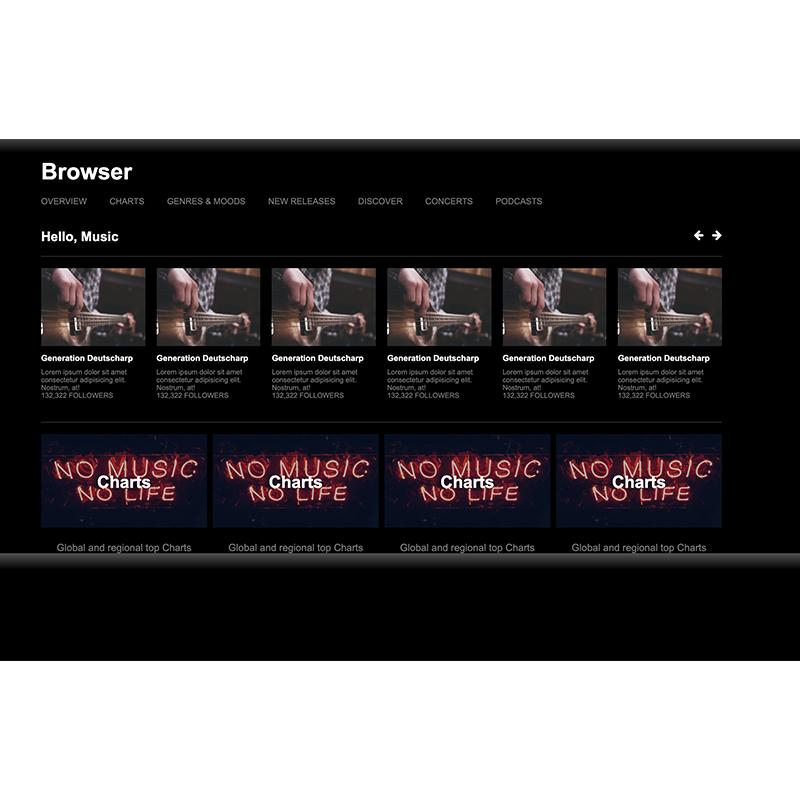 Browser
OVERVIEW CHARTS GENRES & MOODS NEW RELEASES DISCOVER CONCERTS PODCASTS
Hello, Music
Generation Deutscharp Generation Deutscharp Generation Deutscharp Generation Deutscharp Generation Deutscharp Generation Deutscharp
Lorem ipsum dolor sit amet Lorem ipsum dolor sit amet Lorem ipsum dolor sit amet Lorem ipsum dolor sit amet Lorem ipsum dolor sit amet Lorem ipsum dolor sit amet
consectetur adipisicing elit. consectetur adipisicing elit. consectetur adipisicing elit. consectetur adipisicing elit. consectetur adipisicing elit. consectetur adipisicing elit.
Nostrum, at! Nostrum, at! Nostrum, at! Nostrum, at! Nostrum, at! Nostrum, at!
132,322 FOLLOWERS 132,322 FOLLOWERS 132,322 FOLLOWERS 132,322 FOLLOWERS 132,322 FOLLOWERS 132,322 FOLLOWERS
NO MUSIC NO MUSIC NO MUSIC NO MUSIC
Charts Charts Charts Charts
NO LIFE NO LIFE NO LIFE NO LIFE
Global and regional top Charts Global and regional top Charts Global and regional top Charts Global and regional top Charts